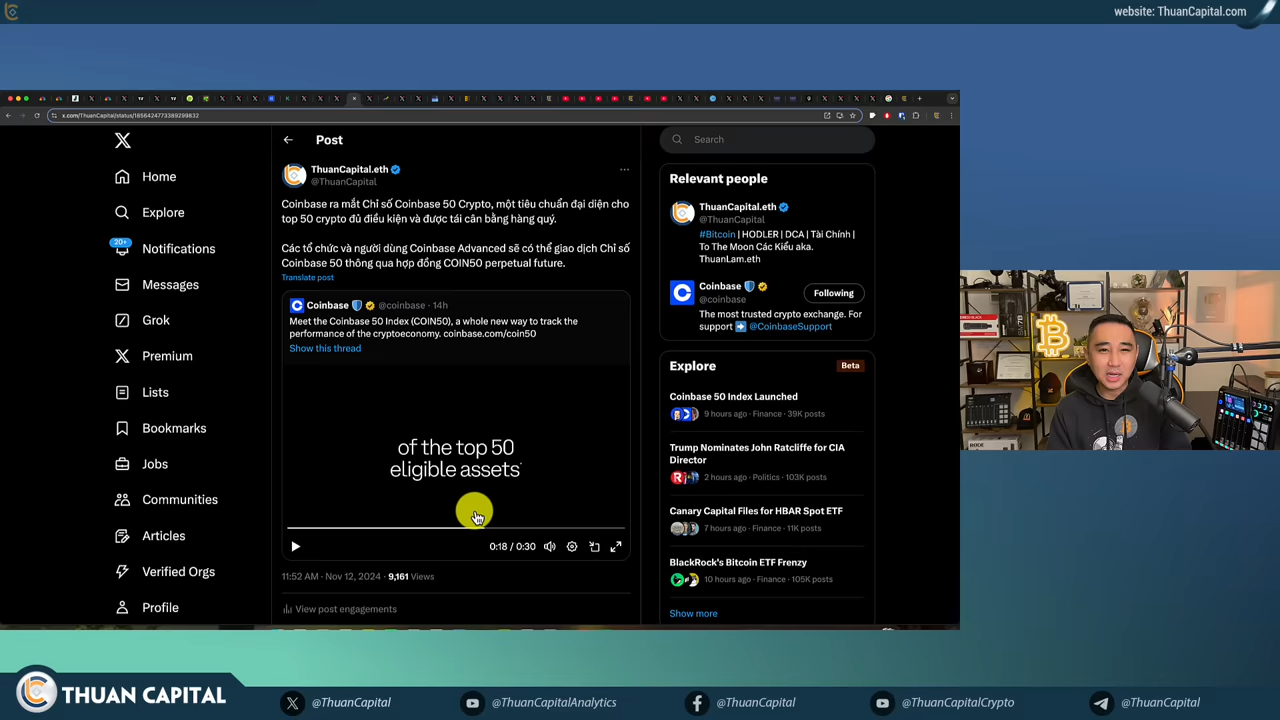 website: ThuanCapital.com
x.com/ThuanCapital/status/1856424773389299832
Home
Explore
20+
Notifications
Messages
Grok
Premium
Lists
Bookmarks
Jobs
Communities
Articles
Verified Orgs
Profile
Post
ThuanCapital.eth
@ThuanCapital
Coinbase ra mắt Chỉ số Coinbase 50 Crypto, một tiêu chuẩn đại diện cho
top 50 crypto đủ điều kiện và được tái cân bằng hàng quý.
Các tổ chức và người dùng Coinbase Advanced sẽ có thể giao dịch Chỉ số
Coinbase 50 thông qua hợp đồng COIN50 perpetual future.
Translate post
Coinbase @coinbase · 14h
Meet the Coinbase 50 Index (COIN50), a whole new way to track the
performance of the cryptoeconomy. coinbase.com/coin50
Show this thread
of the top 50
eligible assets*
0:18 / 0:30
11:52 AM · Nov 12, 2024 · 9,161 Views
View post engagements
Search
Relevant people
ThuanCapital.eth
@ThuanCapital
#Bitcoin | HODLER | DCA | Tài Chính |
To The Moon Các Kiểu aka.
ThuanLam.eth
Coinbase
@coinbase
Following
The most trusted crypto exchange. For
support @CoinbaseSupport
Explore
Beta
Coinbase 50 Index Launched
9 hours ago · Finance · 39K posts
Trump Nominates John Ratcliffe for CIA
Director
2 hours ago · Politics · 103K posts
Canary Capital Files for HBAR Spot ETF
7 hours ago · Finance · 11K posts
BlackRock's Bitcoin ETF Frenzy
10 hours ago · Finance · 105K posts
Show more
THUAN CAPITAL
@ThuanCapital
@ThuanCapitalAnalytics
@ThuanCapital
@ThuanCapitalCrypto
@ThuanCapital